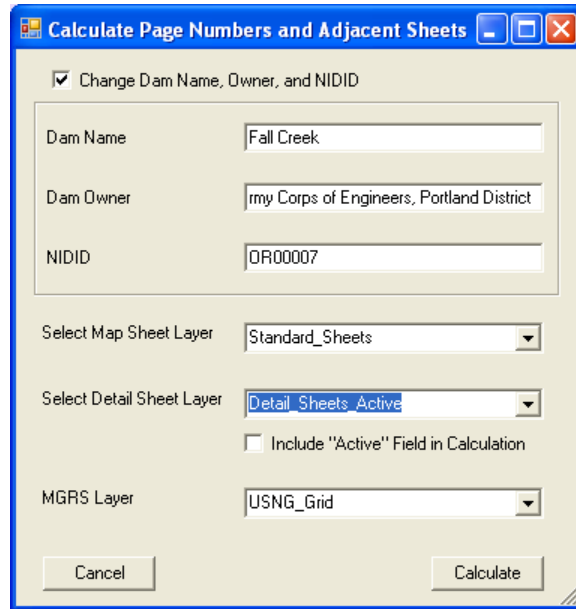 Calculate Page Numbers and Adjacent Sheets
Change Dam Name, Owner, and NIDID
Dam Name Fall Creek
Dam Owner rmy Corps of Engineers, Portland District
NIDID OR00007
Select Map Sheet Layer Standard_Sheets
Select Detail Sheet Layer Detail_Sheets_Active
Include "Active" Field in Calculation
MGRS Layer USNG_Grid
Cancel Calculate